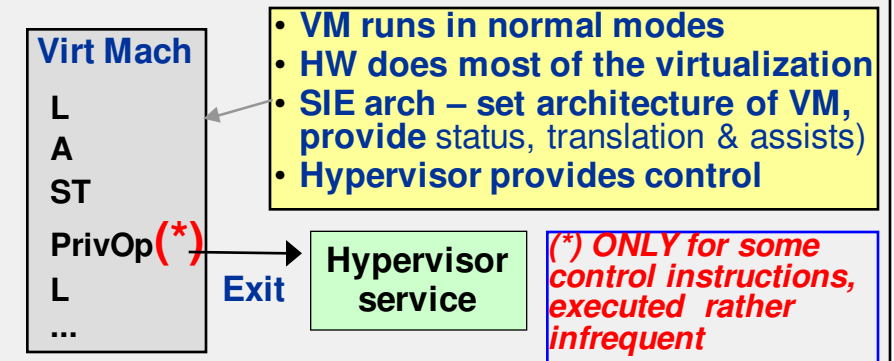 Virt Mach
L
A
ST
PrivOp(*)
L
...
• VM runs in normal modes
• HW does most of the virtualization
• SIE arch – set architecture of VM,
provide status, translation & assists)
• Hypervisor provides control
Exit
Hypervisor
service
(*) ONLY for some
control instructions,
executed rather
infrequent